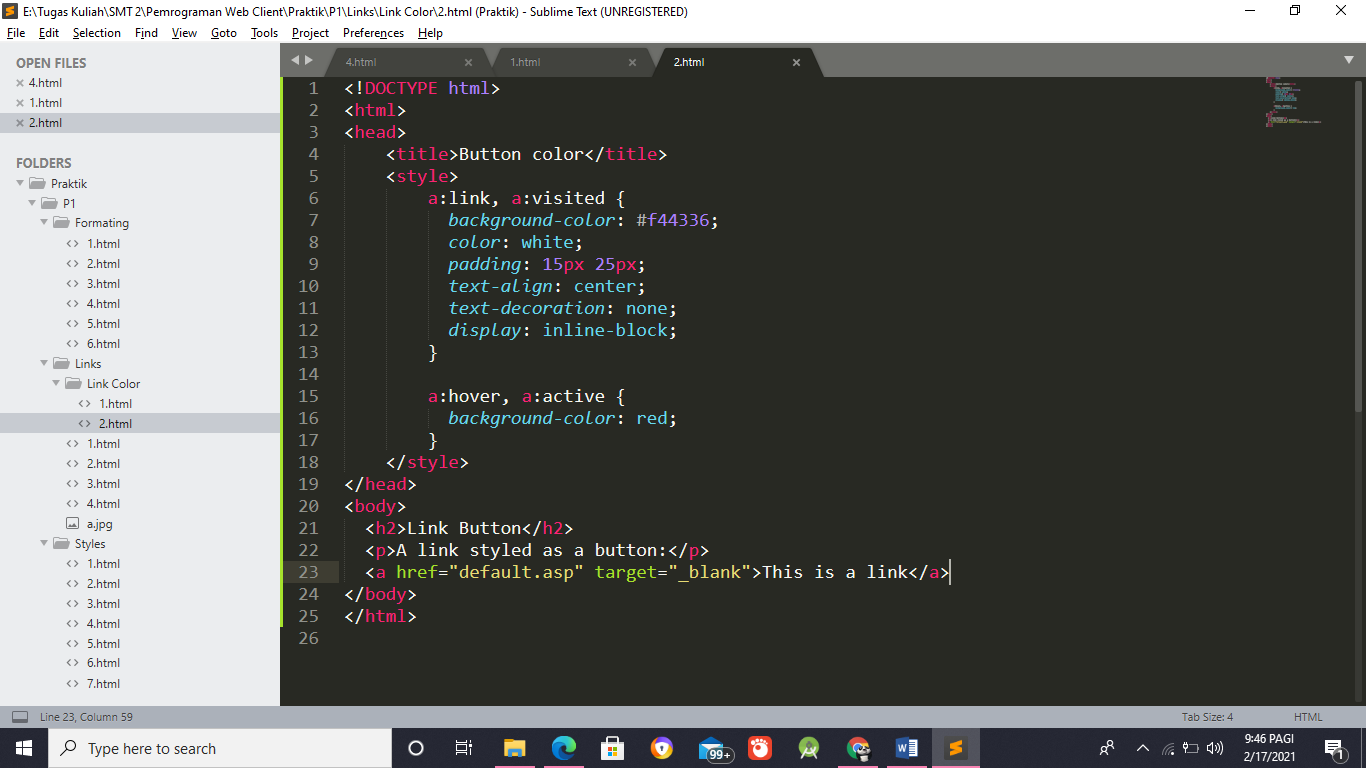 E:\Tugas Kuliah\SMT 2\Pemrograman Web Client\Praktik\P1\Links\Link Color\2.html (Praktik) - Sublime Text (UNREGISTERED)
File Edit Selection Find View Goto Tools Project Preferences Help
OPEN FILES
4.html
1.html
2.html
FOLDERS
Praktik
P1
Formating
1.html
2.html
3.html
4.html
5.html
6.html
Links
Link Color
1.html
2.html
1.html
2.html
3.html
4.html
a.jpg
Styles
1.html
2.html
3.html
4.html
5.html
6.html
7.html
4.html 1.html 2.html
1 <!DOCTYPE html>
2 <html>
3 <head>
4     <title>Button color</title>
5     <style>
6         a:link, a:visited {
7           background-color: #f44336;
8           color: white;
9           padding: 15px 25px;
10           text-align: center;
11           text-decoration: none;
12           display: inline-block;
13         }
14
15         a:hover, a:active {
16           background-color: red;
17         }
18     </style>
19 </head>
20 <body>
21   <h2>Link Button</h2>
22   <p>A link styled as a button:</p>
23   <a href="default.asp" target="_blank">This is a link</a>
24 </body>
25 </html>
26
Line 23, Column 59
Tab Size: 4 HTML
Type here to search
99+
9:46 PAGI
2/17/2021
1